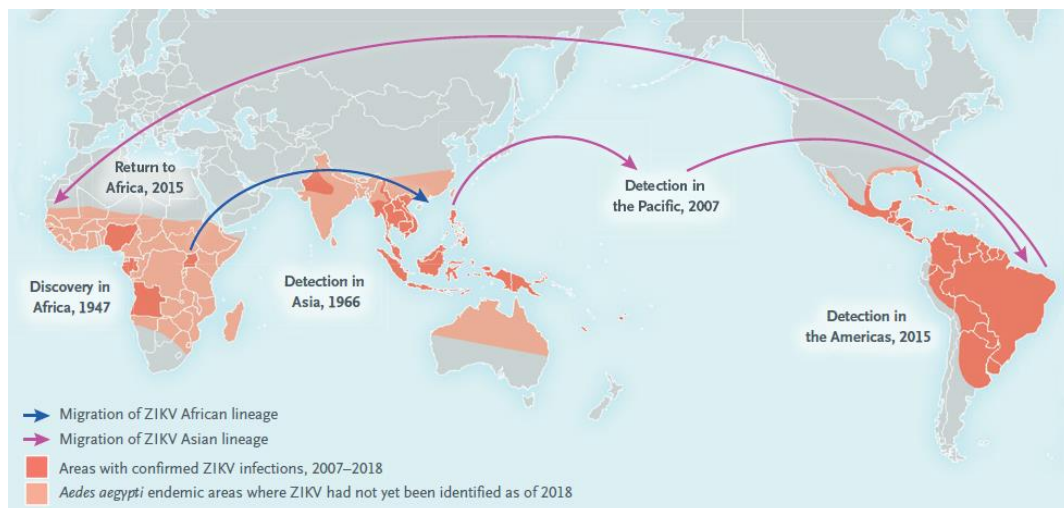 Return to
Africa, 2015
Detection in
the Pacific, 2007
Discovery in
Africa, 1947
Detection in
Asia, 1966
Detection in
the Americas, 2015
Migration of ZIKV African lineage
Migration of ZIKV Asian lineage
Areas with confirmed ZIKV infections, 2007–2018
Aedes aegypti endemic areas where ZIKV had not yet been identified as of 2018